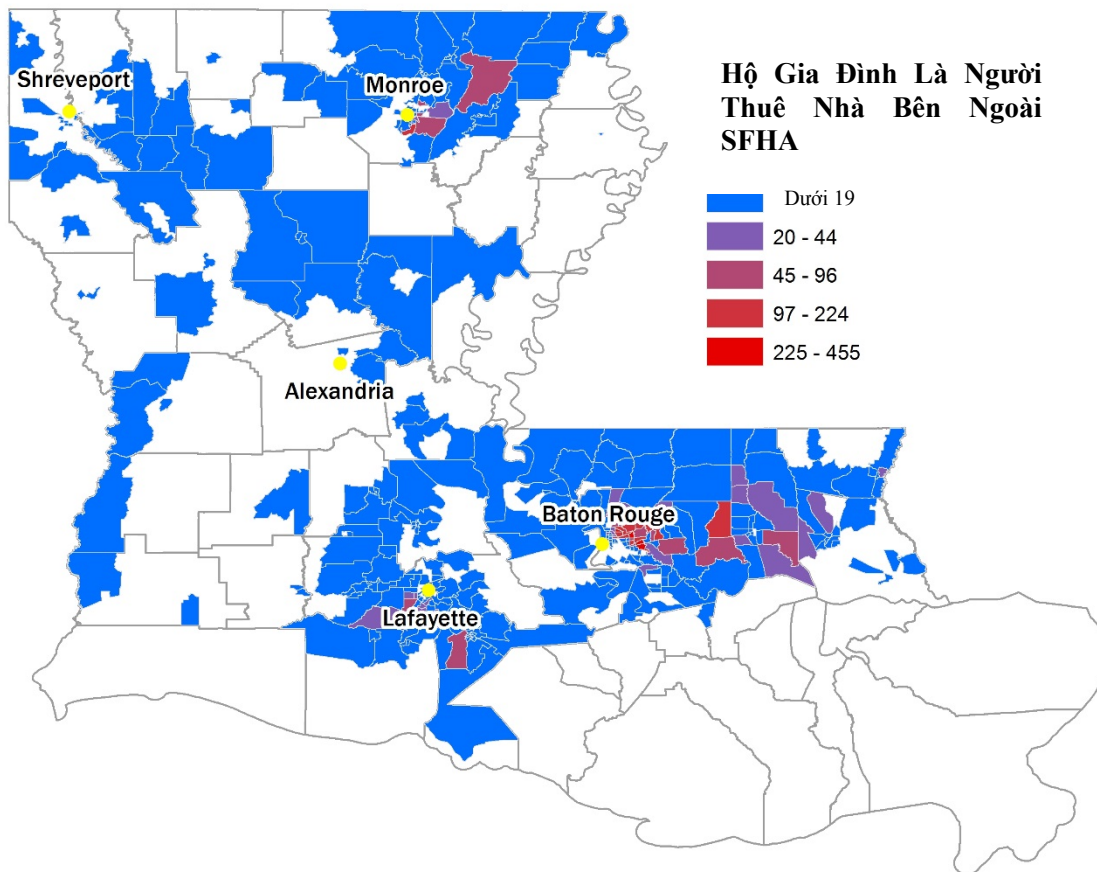 Shreveport
Monroe
Hộ Gia Đình Là Người
Thuê Nhà Bên Ngoài
SFHA
Dưới 19
20 - 44
45 - 96
97 - 224
225 - 455
Alexandria
Baton Rouge
Lafayette